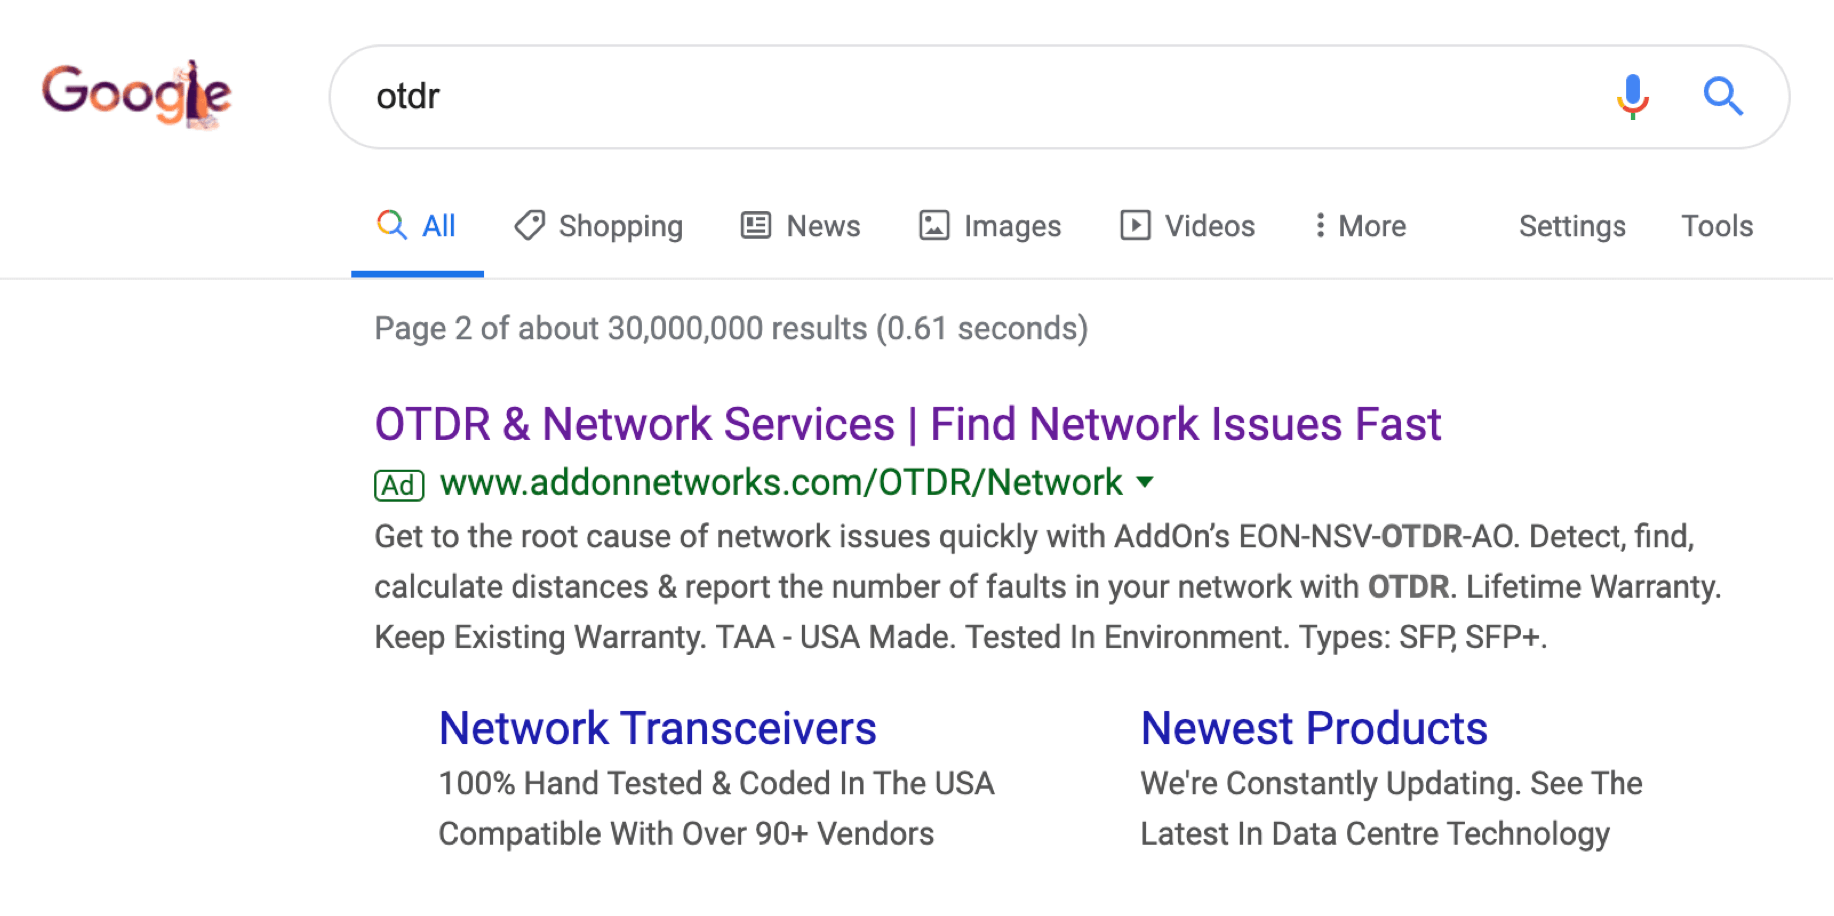 Google
otdr
All Shopping News Images Videos More Settings Tools
Page 2 of about 30,000,000 results (0.61 seconds)
OTDR & Network Services | Find Network Issues Fast
Ad www.addonnetworks.com/OTDR/Network
Get to the root cause of network issues quickly with AddOn’s EON-NSV-OTDR-AO. Detect, find,
calculate distances & report the number of faults in your network with OTDR. Lifetime Warranty.
Keep Existing Warranty. TAA - USA Made. Tested In Environment. Types: SFP, SFP+.
Network Transceivers
100% Hand Tested & Coded In The USA
Compatible With Over 90+ Vendors
Newest Products
We're Constantly Updating. See The
Latest In Data Centre Technology